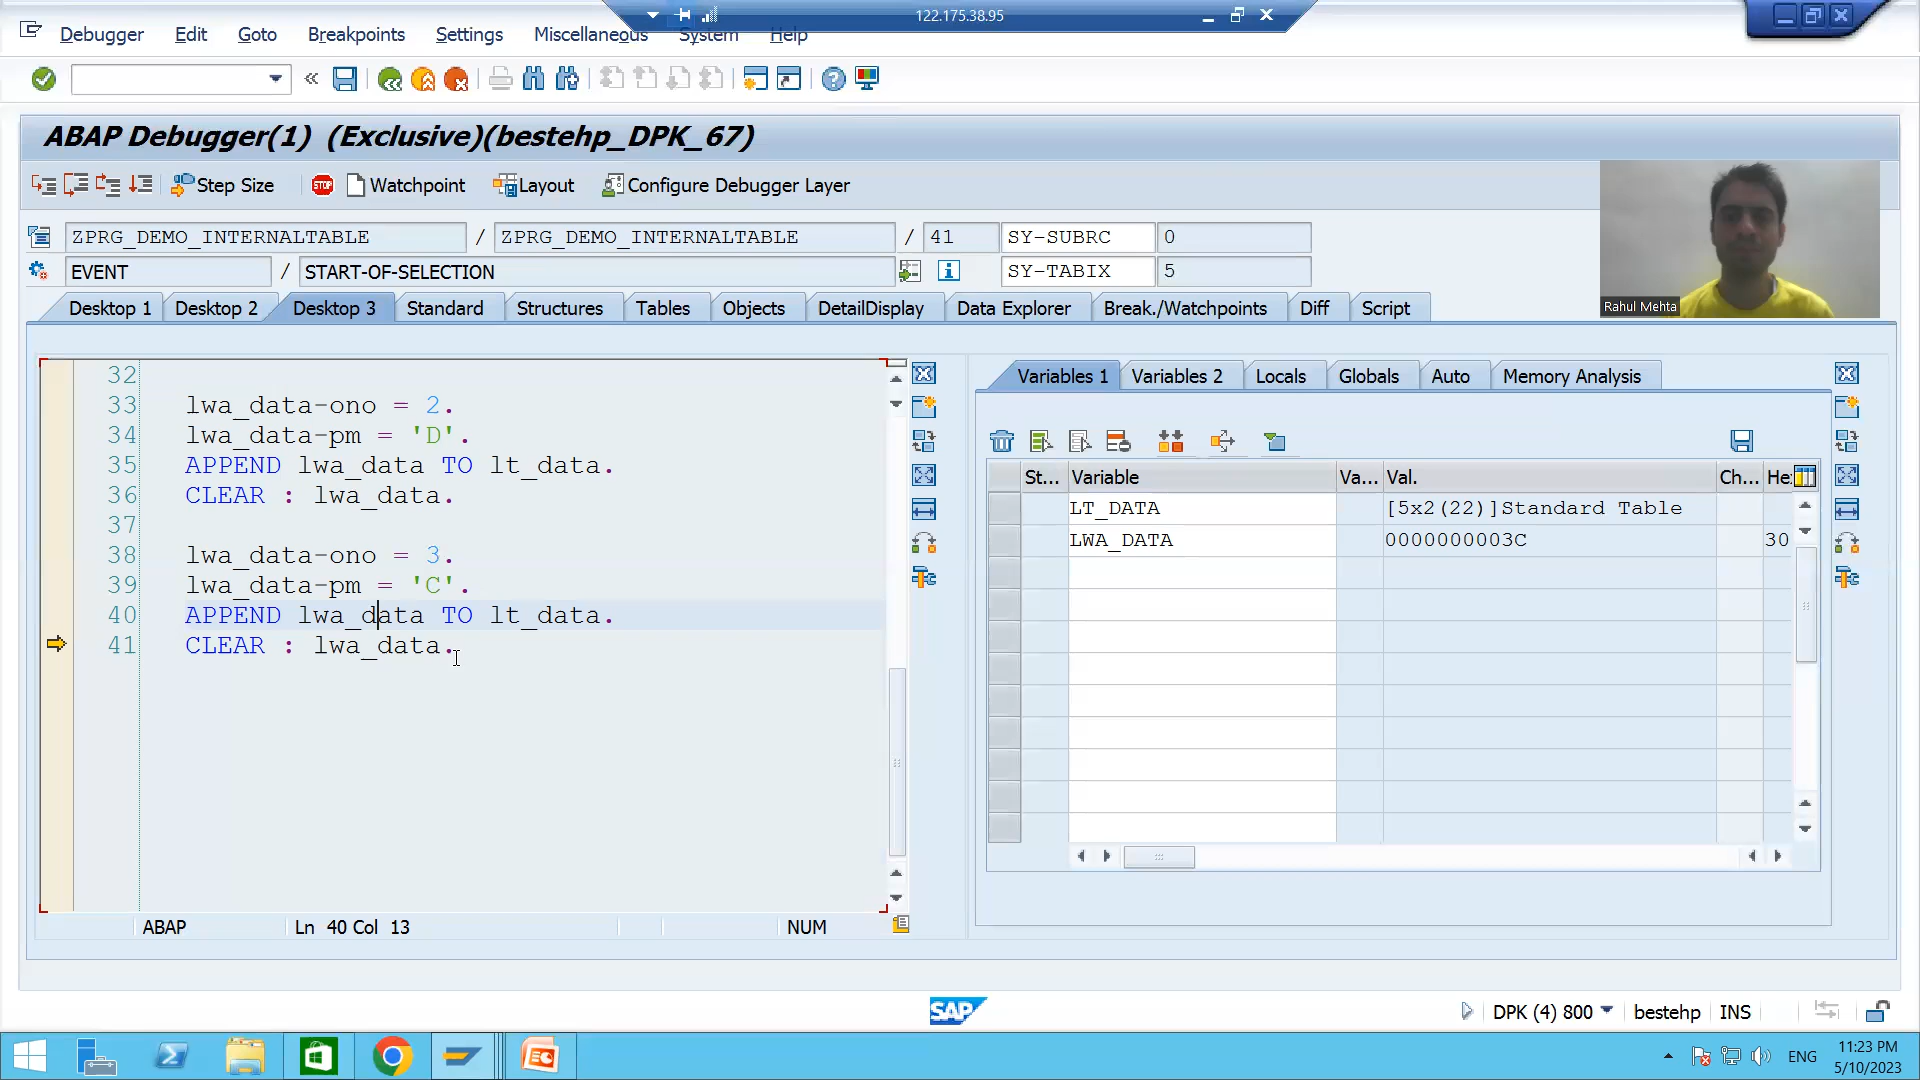 122.175.38.95
Debugger Edit Goto Breakpoints Settings Miscellaneous System Help
ABAP Debugger(1) (Exclusive)(bestehp_DPK_67)
Step Size STOP Watchpoint Layout Configure Debugger Layer
ZPRG_DEMO_INTERNALTABLE / ZPRG_DEMO_INTERNALTABLE / 41 SY-SUBRC 0
EVENT / START-OF-SELECTION SY-TABIX 5
Rahul Mehta
Desktop 1 Desktop 2 Desktop 3 Standard Structures Tables Objects DetailDisplay Data Explorer Break./Watchpoints Diff Script
32
33 lwa_data-ono = 2.
34 lwa_data-pm = 'D'.
35 APPEND lwa_data TO lt_data.
36 CLEAR : lwa_data.
37
38 lwa_data-ono = 3.
39 lwa_data-pm = 'C'.
40 APPEND lwa_data TO lt_data.
41 CLEAR : lwa_data.
ABAP Ln 40 Col 13 NUM
Variables 1 Variables 2 Locals Globals Auto Memory Analysis
St... Variable Va... Val. Ch... He
LT_DATA [5x2(22)]Standard Table
LWA_DATA 0000000003C 30
SAP
DPK (4) 800 bestehp INS
ENG
11:23 PM
5/10/2023